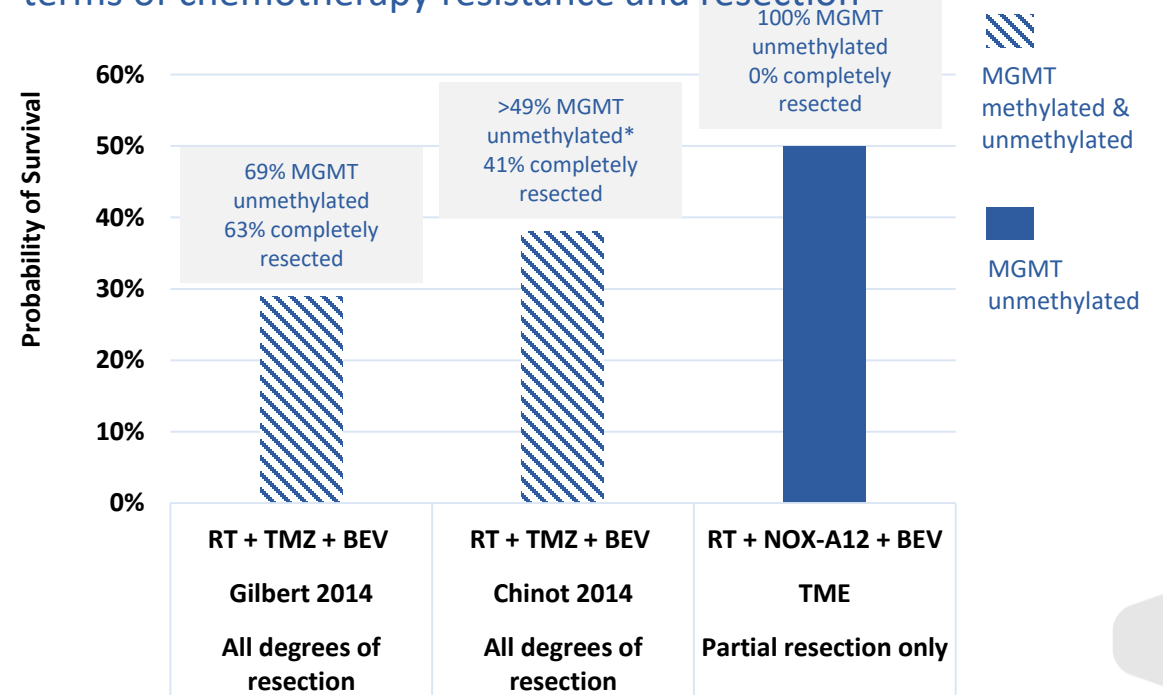 terms of chemotherapy resistance and resection
100% MGMT
unmethylated
0% completely
resected
MGMT
methylated &
unmethylated
60%
>49% MGMT
unmethylated*
41% completely
resected
50%
69% MGMT
unmethylated
63% completely
resected
40%
MGMT
unmethylated
30%
20%
10%
0%
Probability of Survival
RT + TMZ + BEV
RT + TMZ + BEV
RT + NOX-A12 + BEV
Gilbert 2014
Chinot 2014
TME
All degrees of
resection
All degrees of
resection
Partial resection only